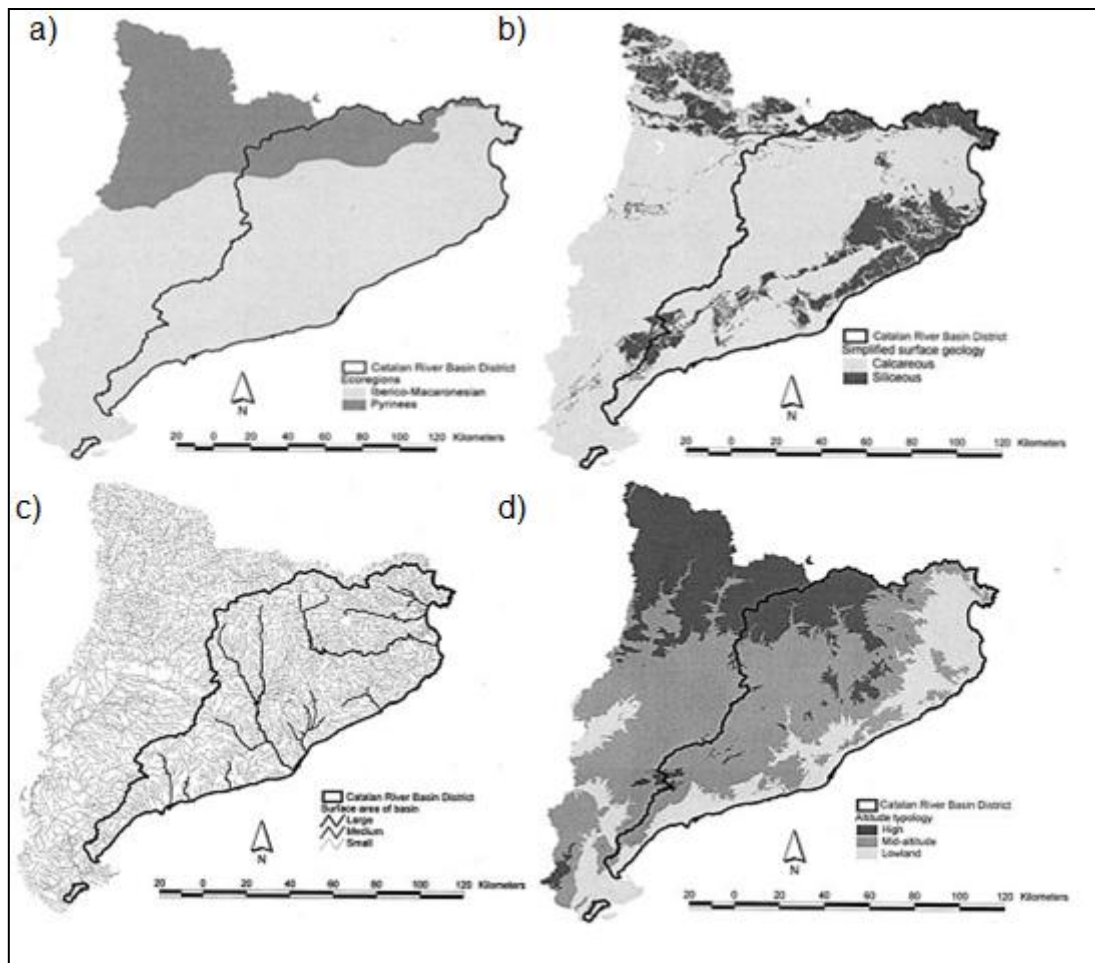 a)
Catalan River Basin District
Ecoregions
Iberico-Macaronesian
Pyrinees
N
20 0 20 40 60 80 100 120 Kilometers
b)
Catalan River Basin District
Simplified surface geology
Calcareous
Siliceous
N
20 0 20 40 60 80 100 120 Kilometers
c)
Catalan River Basin District
Surface area of basin
Large
Medium
Small
N
20 0 20 40 60 80 100 120 Kilometers
d)
Catalan River Basin District
Altitude typology
High
Mid-altitude
Lowland
N
20 0 20 40 60 80 100 120 Kilometers